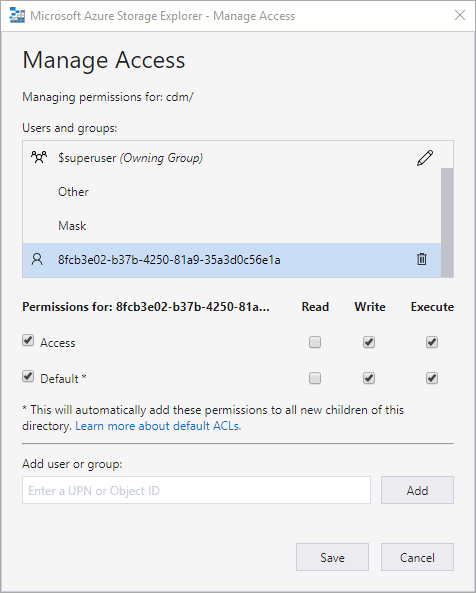 Microsoft Azure Storage Explorer - Manage Access
Manage Access
Managing permissions for: cdm/
Users and groups:
$superuser (Owning Group)
Other
Mask
8fcb3e02-b37b-4250-81a9-35a3d0c56e1a
Permissions for: 8fcb3e02-b37b-4250-81a... Read Write Execute
Access
Default *
* This will automatically add these permissions to all new children of this
directory. Learn more about default ACLs.
Add user or group:
Enter a UPN or Object ID Add
Save Cancel